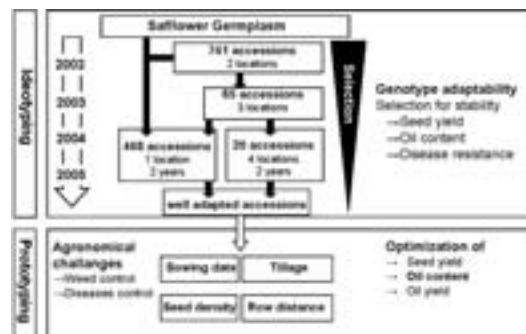 Safflower Germplasm
Ideotyping
2002
2003
2004
2005
741 accessions
2 locations
65 accessions
3 locations
468 accessions
1 location
2 years
26 accessions
4 locations
2 years
well adapted accessions
Selection
Genotype adaptability
Selection for stability
→Seed yield
→Oil content
→Disease resistance
Prototyping
Agronomical
challanges
→Weed control
→Diseases control
Sowing date
Tillage
Seed density
Row distance
Optimization of
→ Seed yield
→ Oil content
→ Oil yield